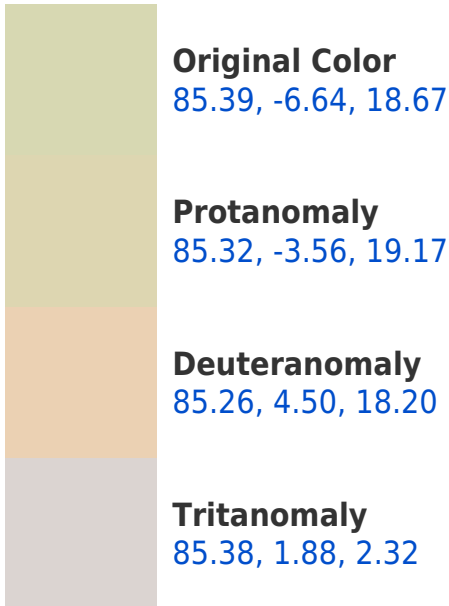 Original Color
85.39, -6.64, 18.67
Protanomaly
85.32, -3.56, 19.17
Deuteranomaly
85.26, 4.50, 18.20
Tritanomaly
85.38, 1.88, 2.32